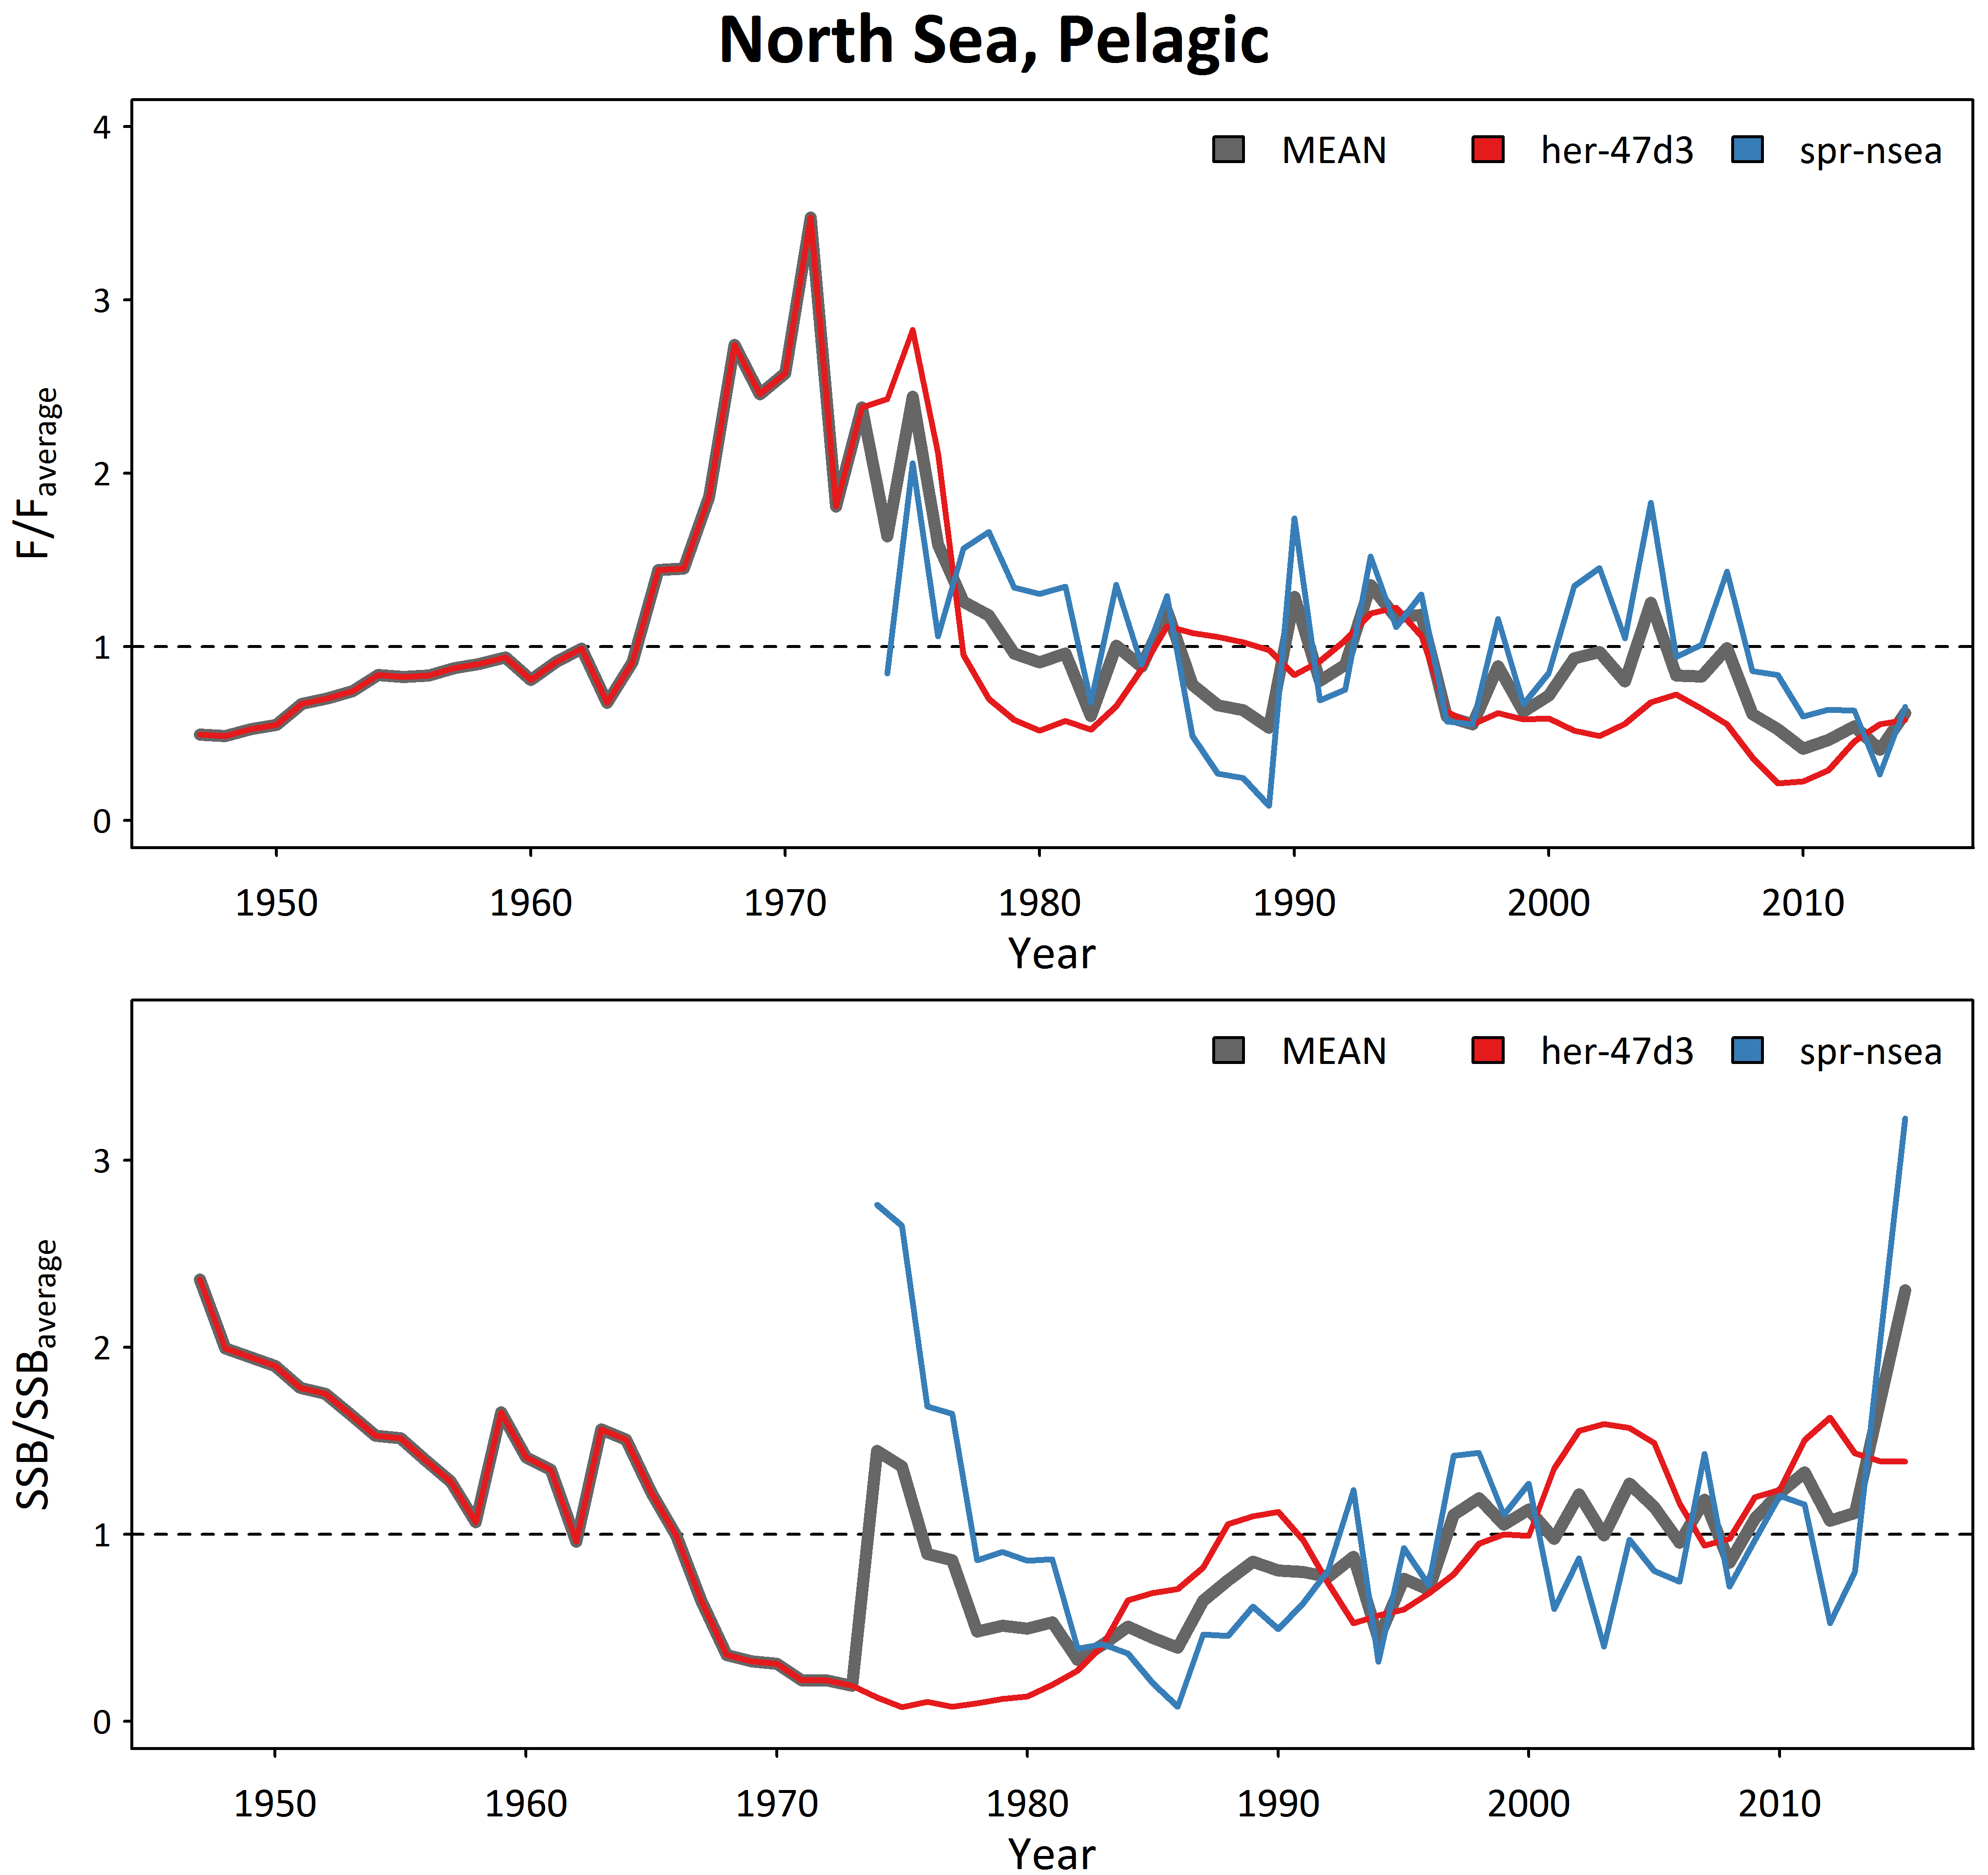 North Sea, Pelagic
MEAN her-47d3 spr-nsea
4
3
2
1
0
F/Faverage
1950 1960 1970 1980 1990 2000 2010
Year
MEAN her-47d3 spr-nsea
3
2
1
0
SSB/SSBaverage
1950 1960 1970 1980 1990 2000 2010
Year